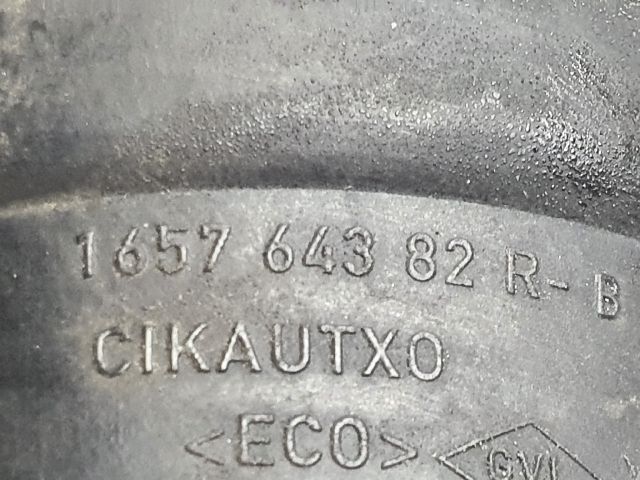 1657 643 82 R- B
CIKAUTXO
<ECO>